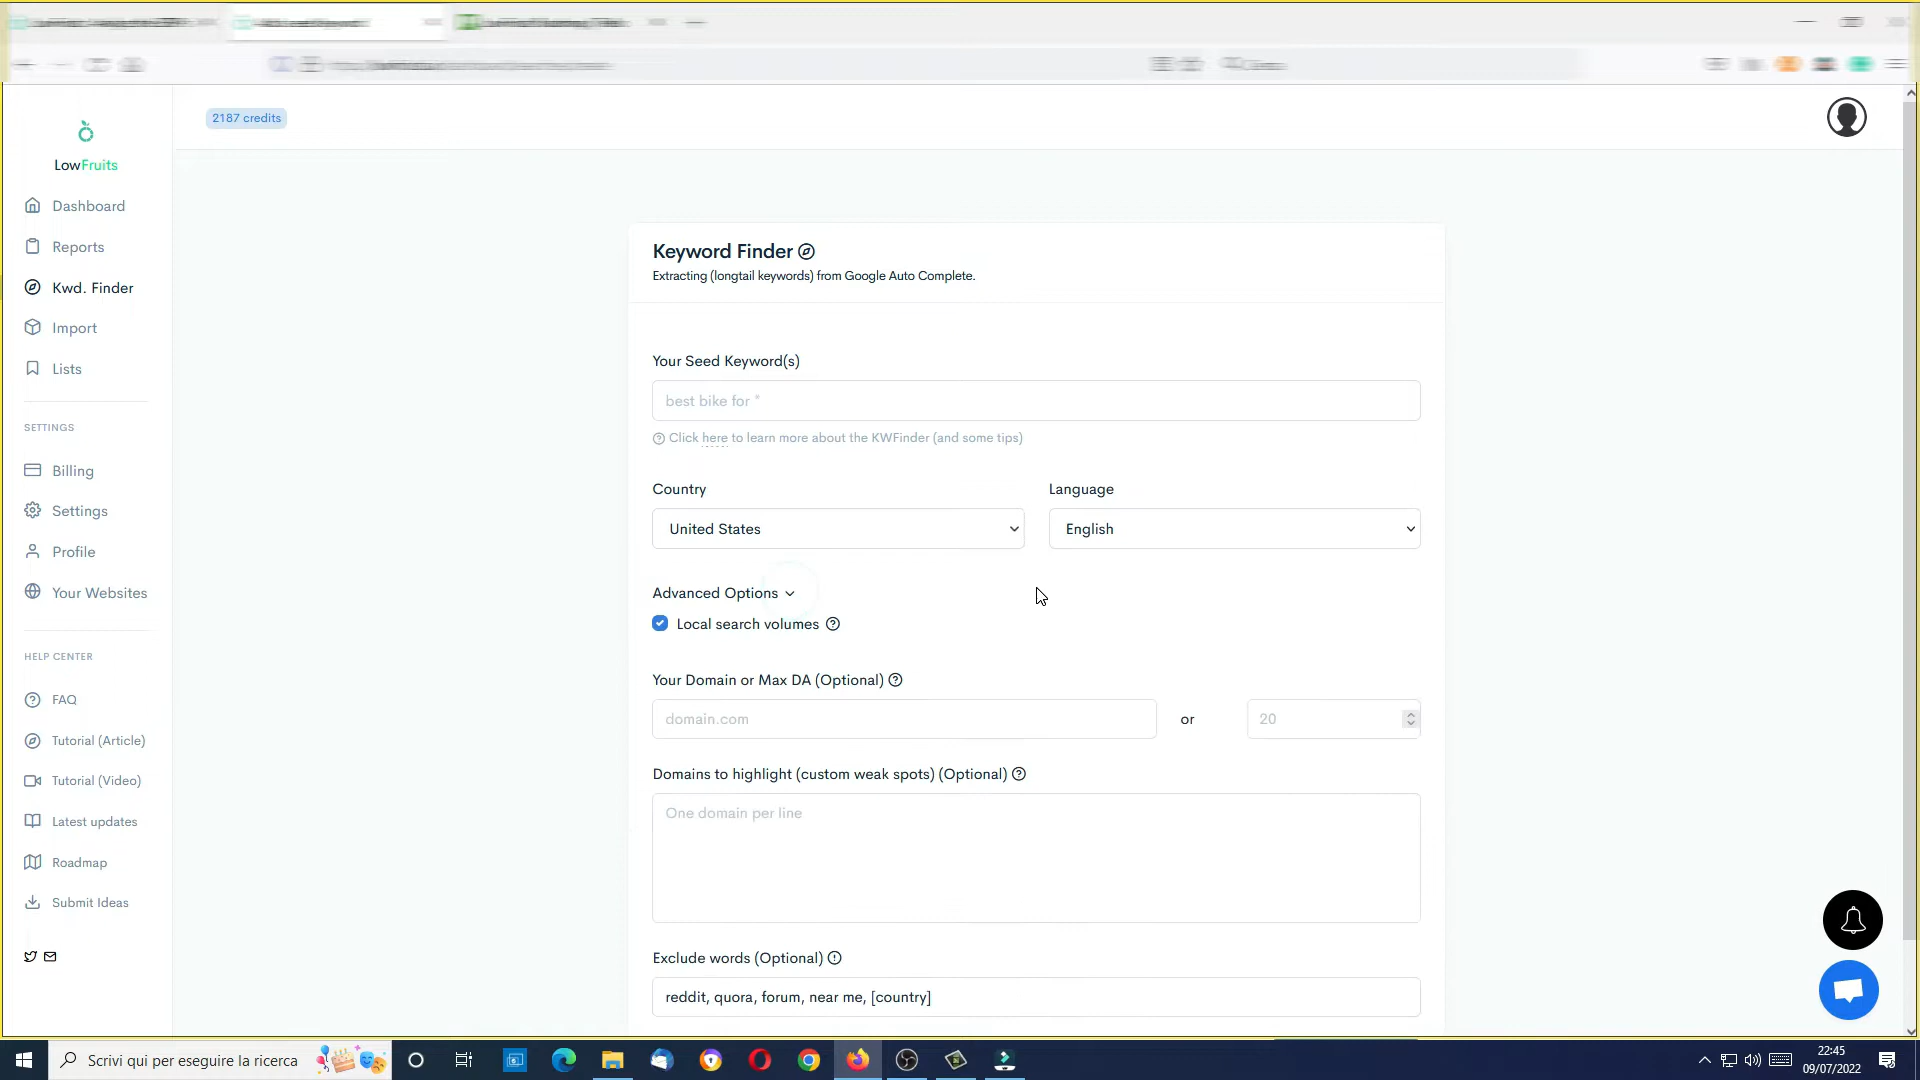 2187 credits
LowFruits
Dashboard
Reports
Kwd. Finder
Import
Lists
SETTINGS
Billing
Settings
Profile
Your Websites
HELP CENTER
FAQ
Tutorial (Article)
Tutorial (Video)
Latest updates
Roadmap
Submit Ideas
Keyword Finder
Extracting (longtail keywords) from Google Auto Complete.
Your Seed Keyword(s)
best bike for *
Click here to learn more about the KWFinder (and some tips)
Country
Language
United States
English
Advanced Options
Local search volumes
Your Domain or Max DA (Optional)
domain.com
or
20
Domains to highlight (custom weak spots) (Optional)
One domain per line
Exclude words (Optional)
reddit, quora, forum, near me, [country]
Scrivi qui per eseguire la ricerca
22:45
09/07/2022